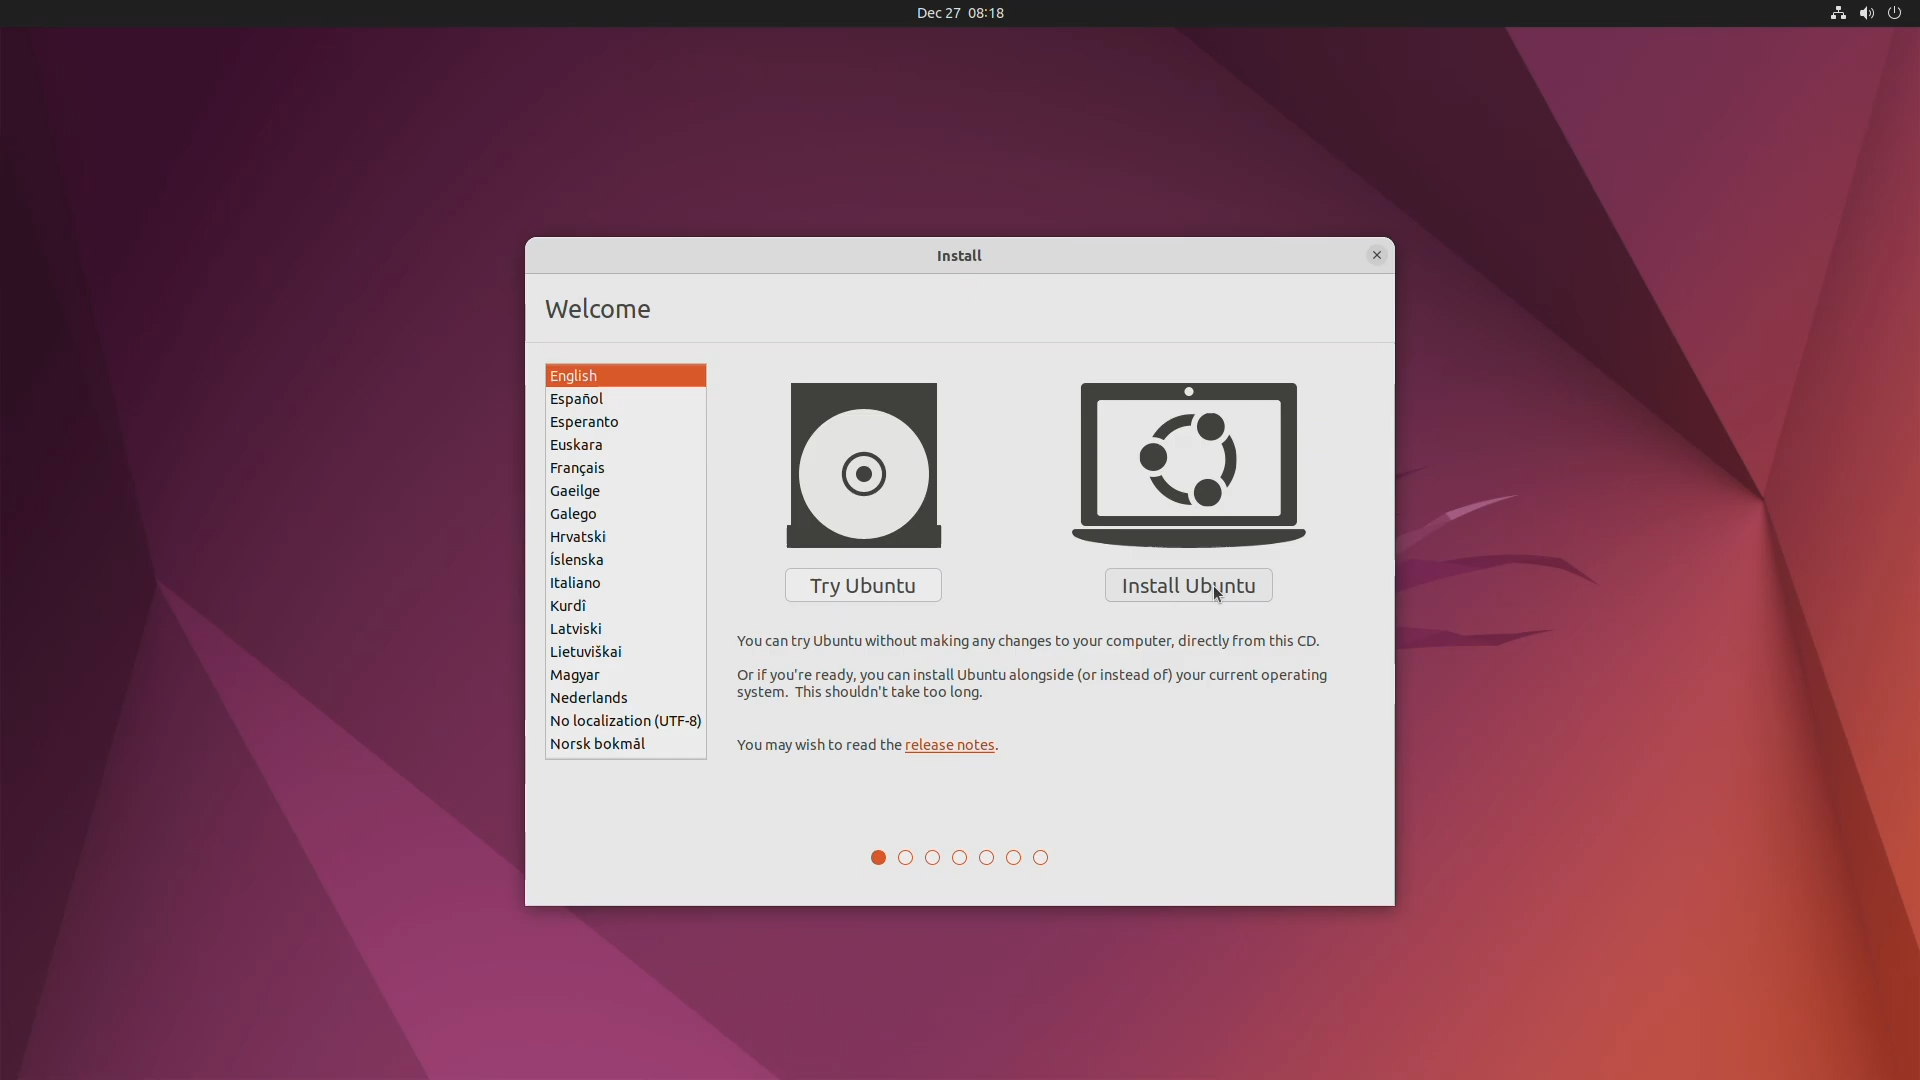 Dec 27 08:18
Install
Welcome
English
Español
Esperanto
Euskara
Français
Gaeilge
Galego
Hrvatski
Íslenska
Italiano
Kurdî
Latviski
Lietuviškai
Magyar
Nederlands
No localization (UTF-8)
Norsk bokmål
Try Ubuntu
Install Ubuntu
You can try Ubuntu without making any changes to your computer, directly from this CD.
Or if you're ready, you can install Ubuntu alongside (or instead of) your current operating
system. This shouldn't take too long.
You may wish to read the release notes.